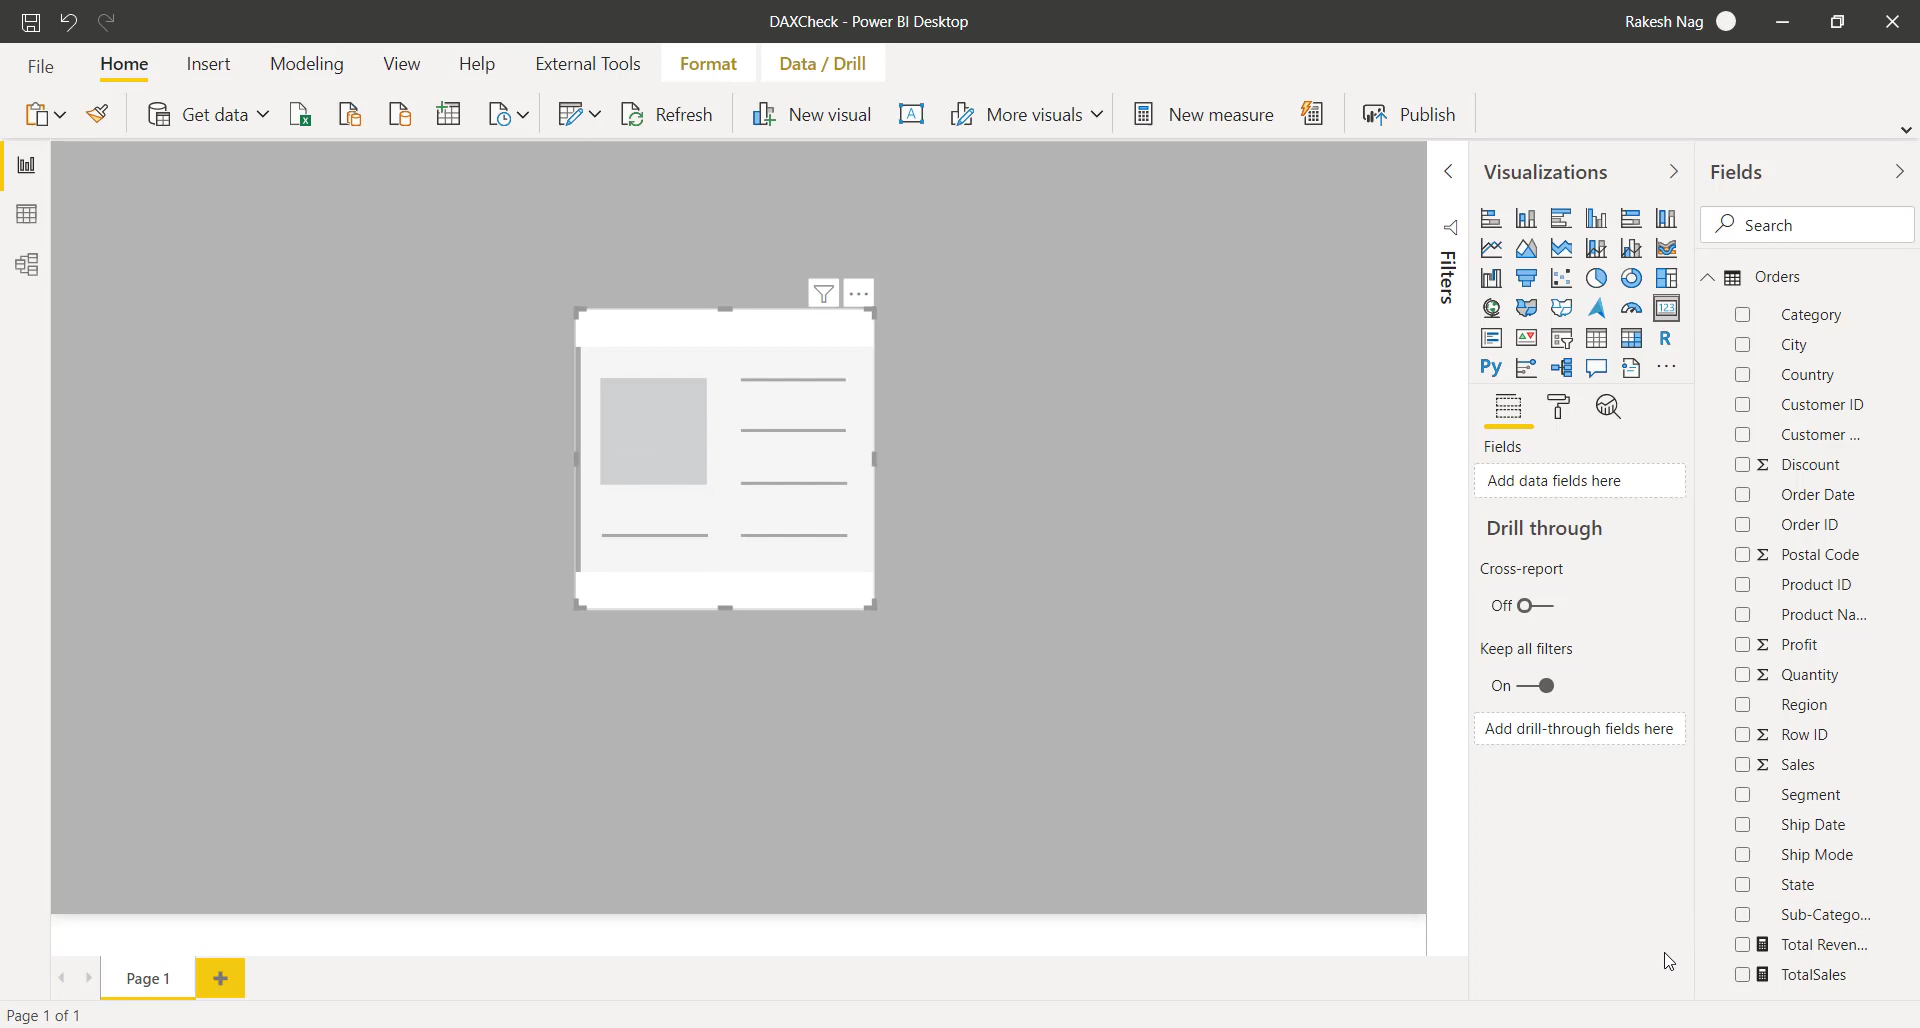 DAXCheck - Power BI Desktop
Rakesh Nag
File Home Insert Modeling View Help External Tools Format Data / Drill
Get data Refresh New visual A More visuals New measure Publish
Filters
Visualizations
123
R
Py
Fields
Add data fields here
Drill through
Cross-report
Off
Keep all filters
On
Add drill-through fields here
Fields
Search
Orders
Category
City
Country
Customer ID
Customer ...
Σ Discount
Order Date
Order ID
Σ Postal Code
Product ID
Product Na...
Σ Profit
Σ Quantity
Region
Σ Row ID
Σ Sales
Segment
Ship Date
Ship Mode
State
Sub-Catego...
Total Reven...
TotalSales
Page 1
Page 1 of 1